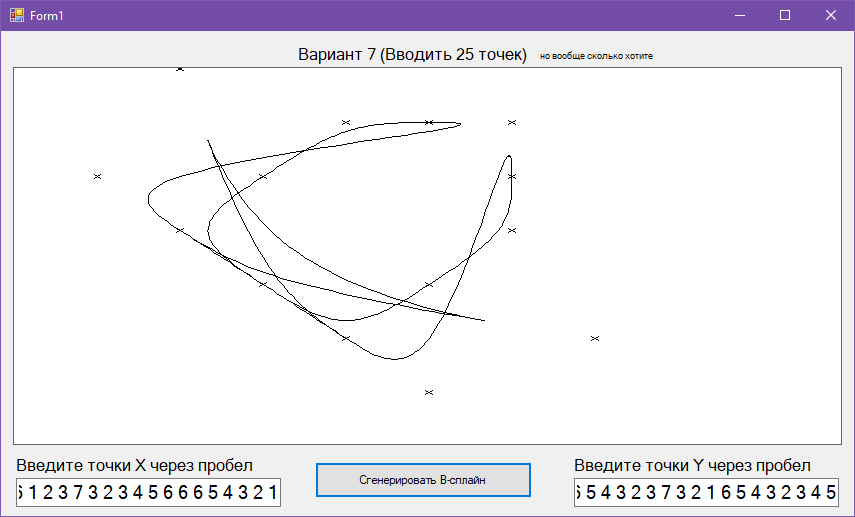 Form1
Вариант 7 (Вводить 25 точек) но вообще сколько хотите
Введите точки X через пробел
Введите точки Y через пробел
1 2 3 7 3 2 3 4 5 6 6 6 5 4 3 2 1
Сгенерировать B-сплайн
5 4 3 2 3 7 3 2 1 6 5 4 3 2 3 4 5